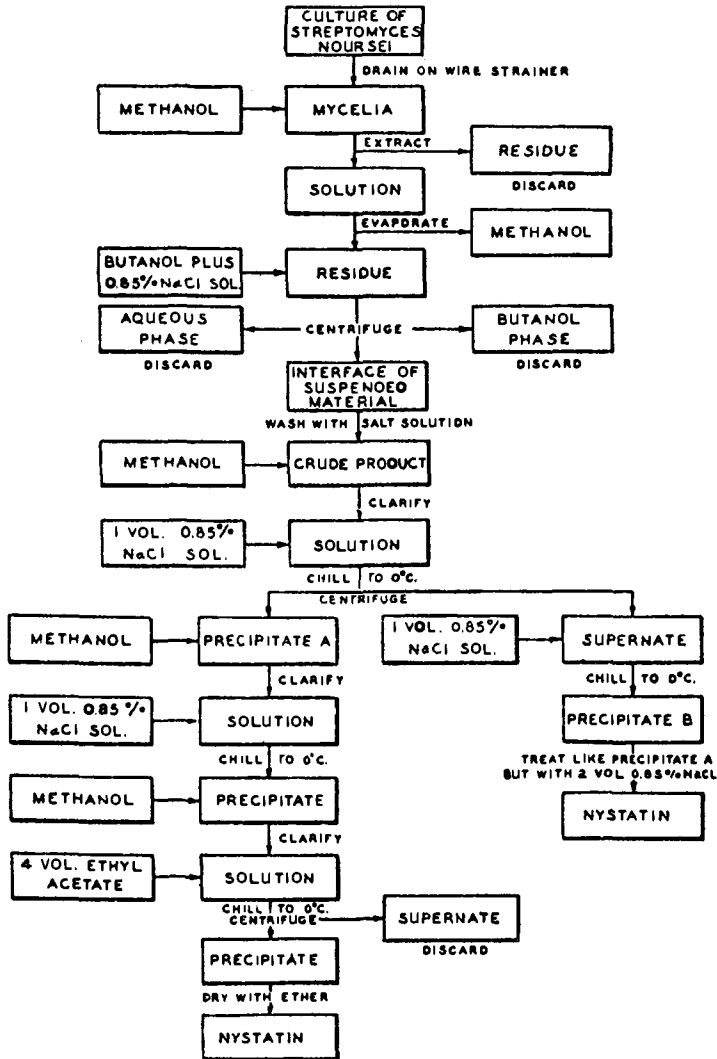 CULTURE OF
STREPTOMYCES
NOURSEI
DRAIN ON WIRE STRAINER
METHANOL
MYCELIA
EXTRACT
RESIDUE
DISCARD
SOLUTION
EVAPORATE
METHANOL
BUTANOL PLUS
0.85% NaCl SOL.
RESIDUE
AQUEOUS
PHASE
DISCARD
CENTRIFUGE
BUTANOL
PHASE
DISCARD
INTERFACE OF
SUSPENDED
MATERIAL
WASH WITH SALT SOLUTION
METHANOL
CRUDE PRODUCT
CLARIFY
1 VOL. 0.85%
NaCl SOL.
SOLUTION
CHILL TO 0°C.
CENTRIFUGE
METHANOL
PRECIPITATE A
CLARIFY
1 VOL. 0.85 %
NaCl SOL.
SOLUTION
CHILL TO 0°C.
METHANOL
PRECIPITATE
CLARIFY
4 VOL. ETHYL
ACETATE
SOLUTION
CHILL TO 0°C.
CENTRIFUGE
SUPERNATE
DISCARD
PRECIPITATE
DRY WITH ETHER
NYSTATIN
1 VOL. 0.85%
NaCl SOL.
SUPERNATE
CHILL TO 0°C.
PRECIPITATE B
TREAT LIKE PRECIPITATE A
BUT WITH 2 VOL 0.85% NaCl
NYSTATIN